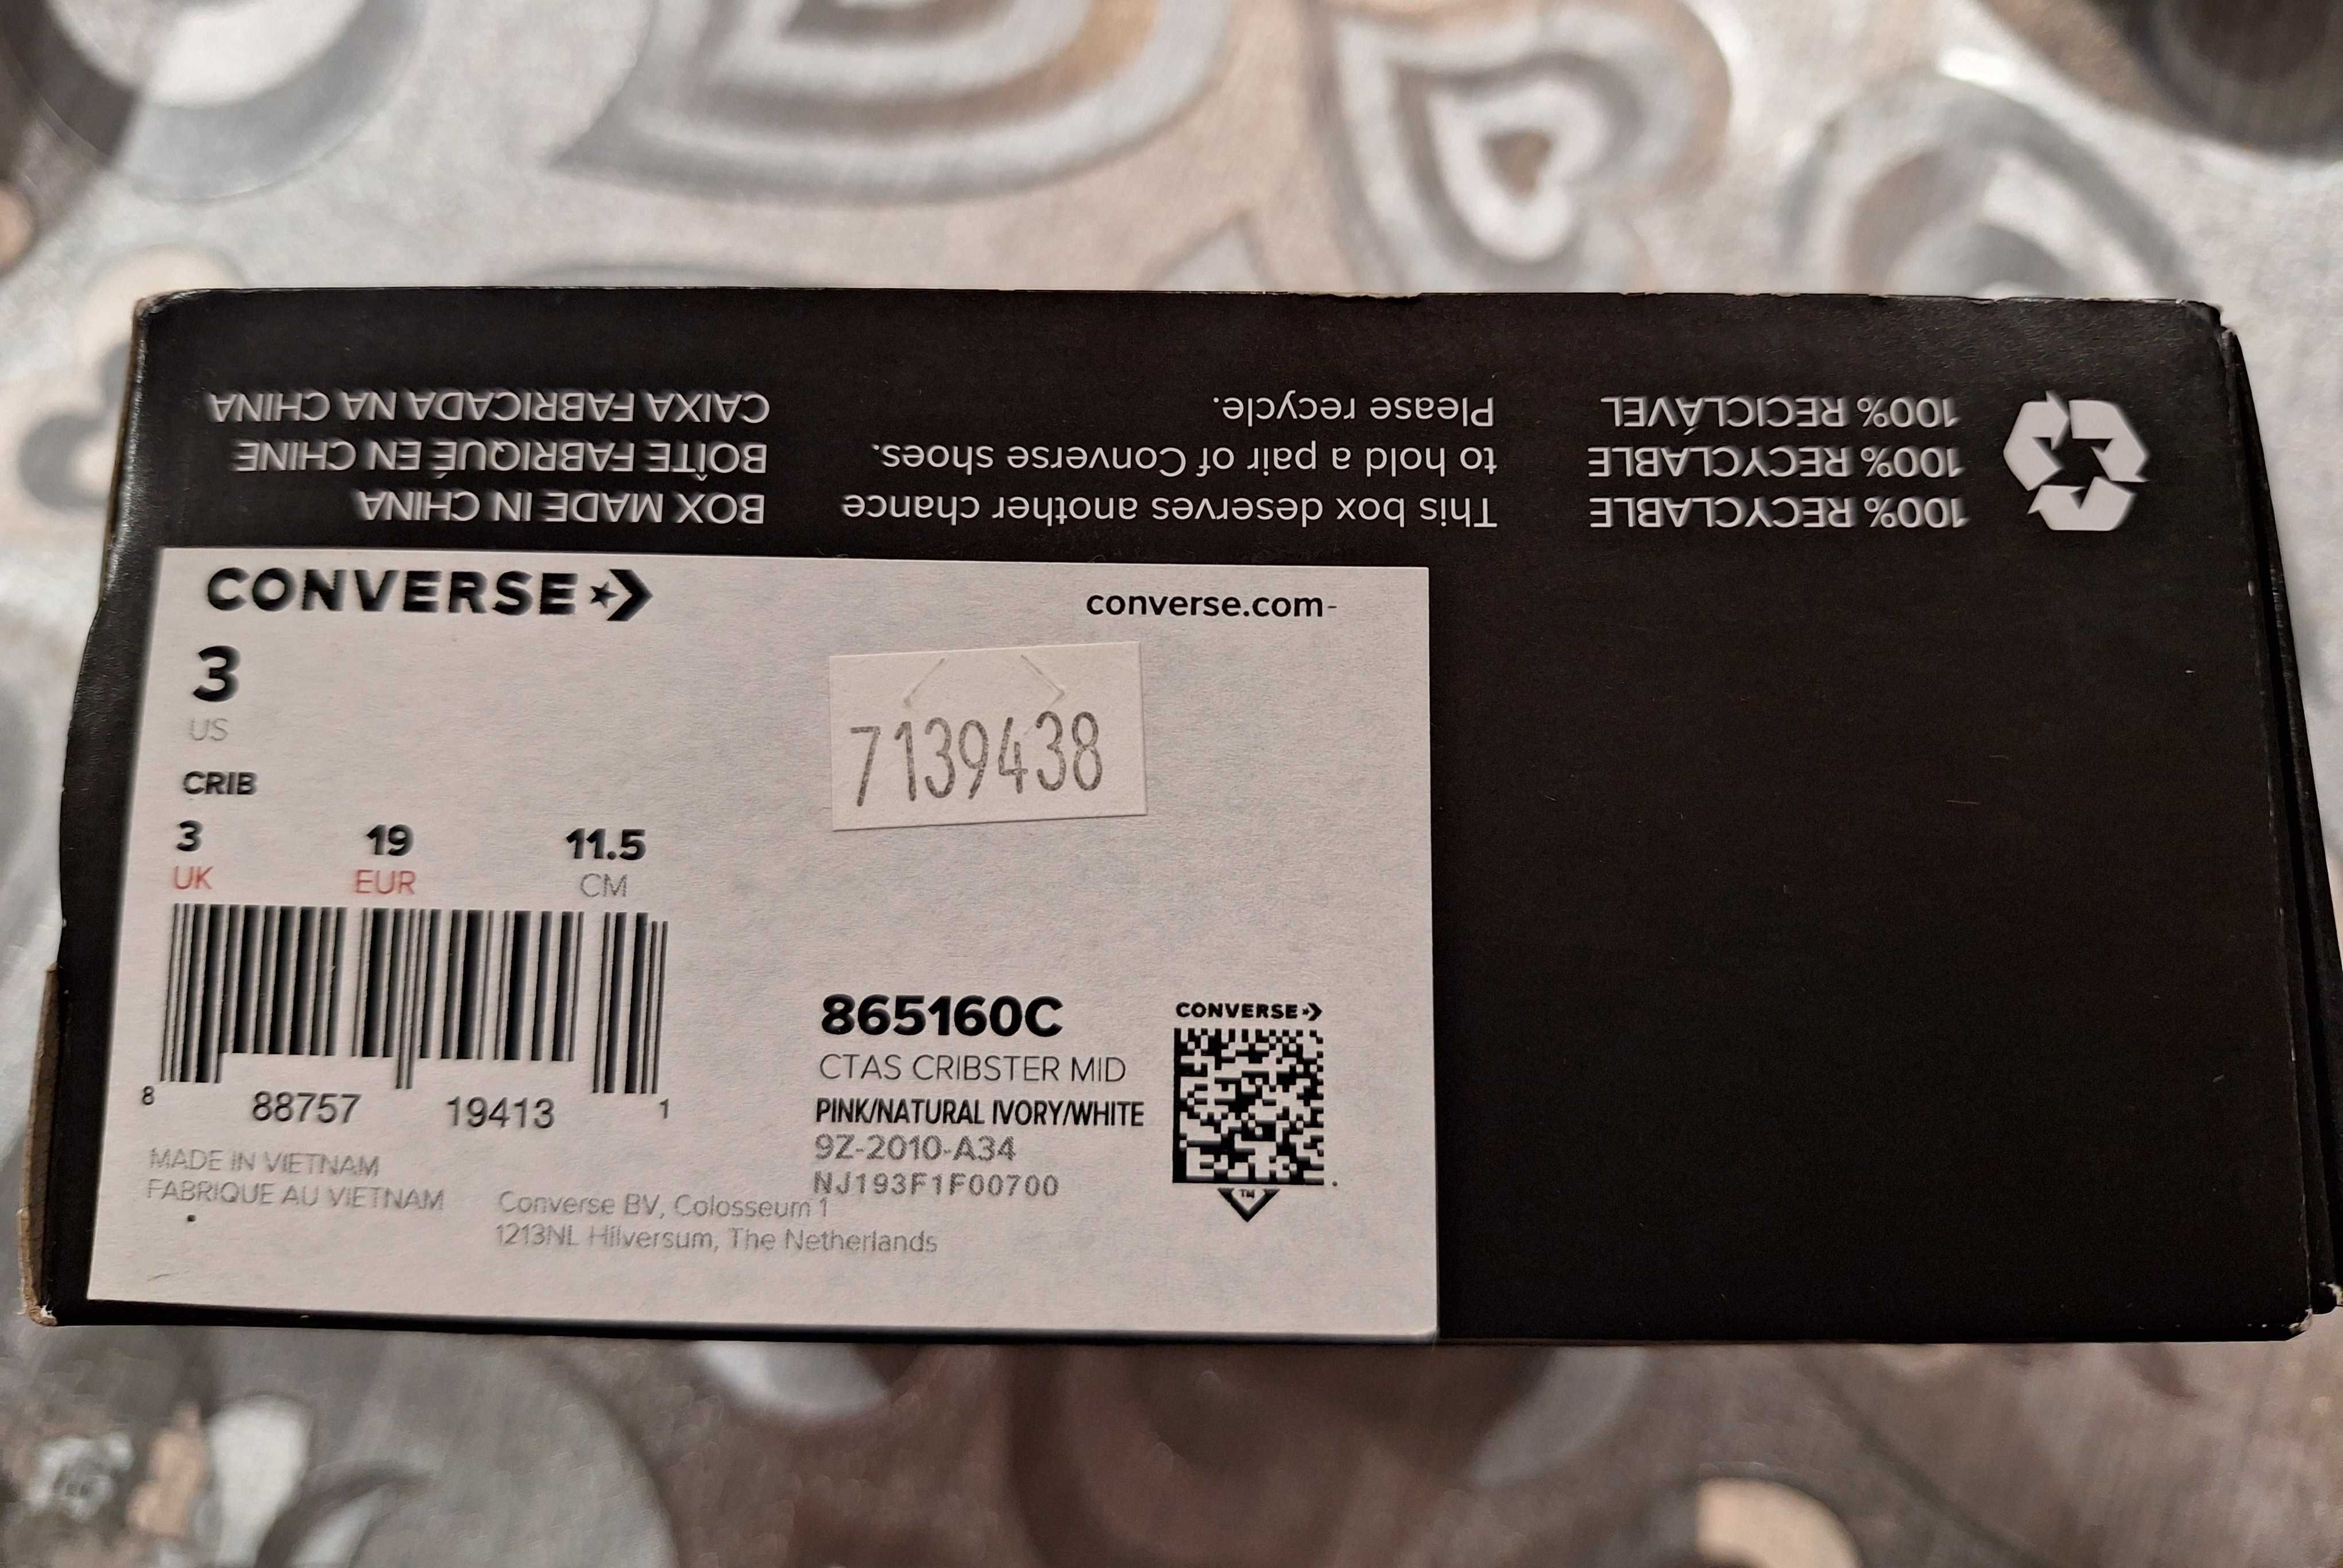 CAIXA FABRICADA NA CHINA
BOÎTE FABRIQUÉ EN CHINE
BOX MADE IN CHINA
This box deserves another chance
to hold a pair of Converse shoes.
Please recycle.
100% RECYCLABLE
100% RECYCLABLE
100% RECICLÁVEL
CONVERSE
converse.com-
3
US
CRIB
3 19 11.5
UK EUR CM
7139438
8 88757 19413 1
MADE IN VIETNAM
FABRIQUE AU VIETNAM
865160C
CTAS CRIBSTER MID
PINK/NATURAL IVORY/WHITE
9Z-2010-A34
NJ193F1F00700
Converse BV, Colosseum 1
1213NL Hilversum, The Netherlands
CONVERSE
TM